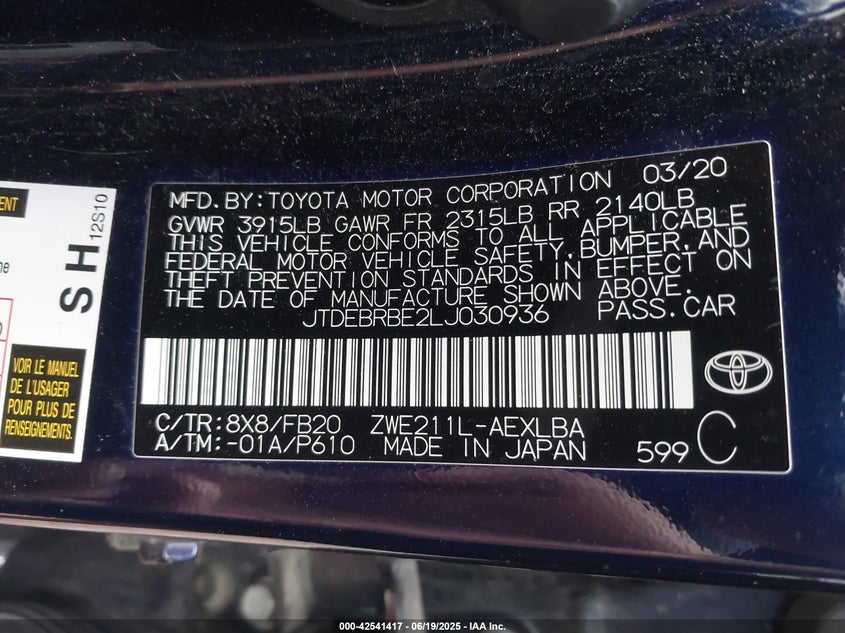 ENT
SH
12S10
ne
VOIR LE MANUEL
DE L'USAGER
POUR PLUS DE
RENSEIGNEMENTS.
MFD. BY: TOYOTA MOTOR CORPORATION 03/20
GVWR 3915LB GAWR FR 2315LB RR 2140LB
THIS VEHICLE CONFORMS TO ALL APPLICABLE
FEDERAL MOTOR VEHICLE SAFETY, BUMPER, AND
THEFT PREVENTION STANDARDS IN EFFECT ON
THE DATE OF MANUFACTURE SHOWN ABOVE.
JTDEBRBE2LJ030936 PASS. CAR
C/TR: 8X8/FB20 ZWE211L-AEXLBA
A/TM: -01A/P610 MADE IN JAPAN 599 C
000-42541417 - 06/19/2025 - IAA Inc.